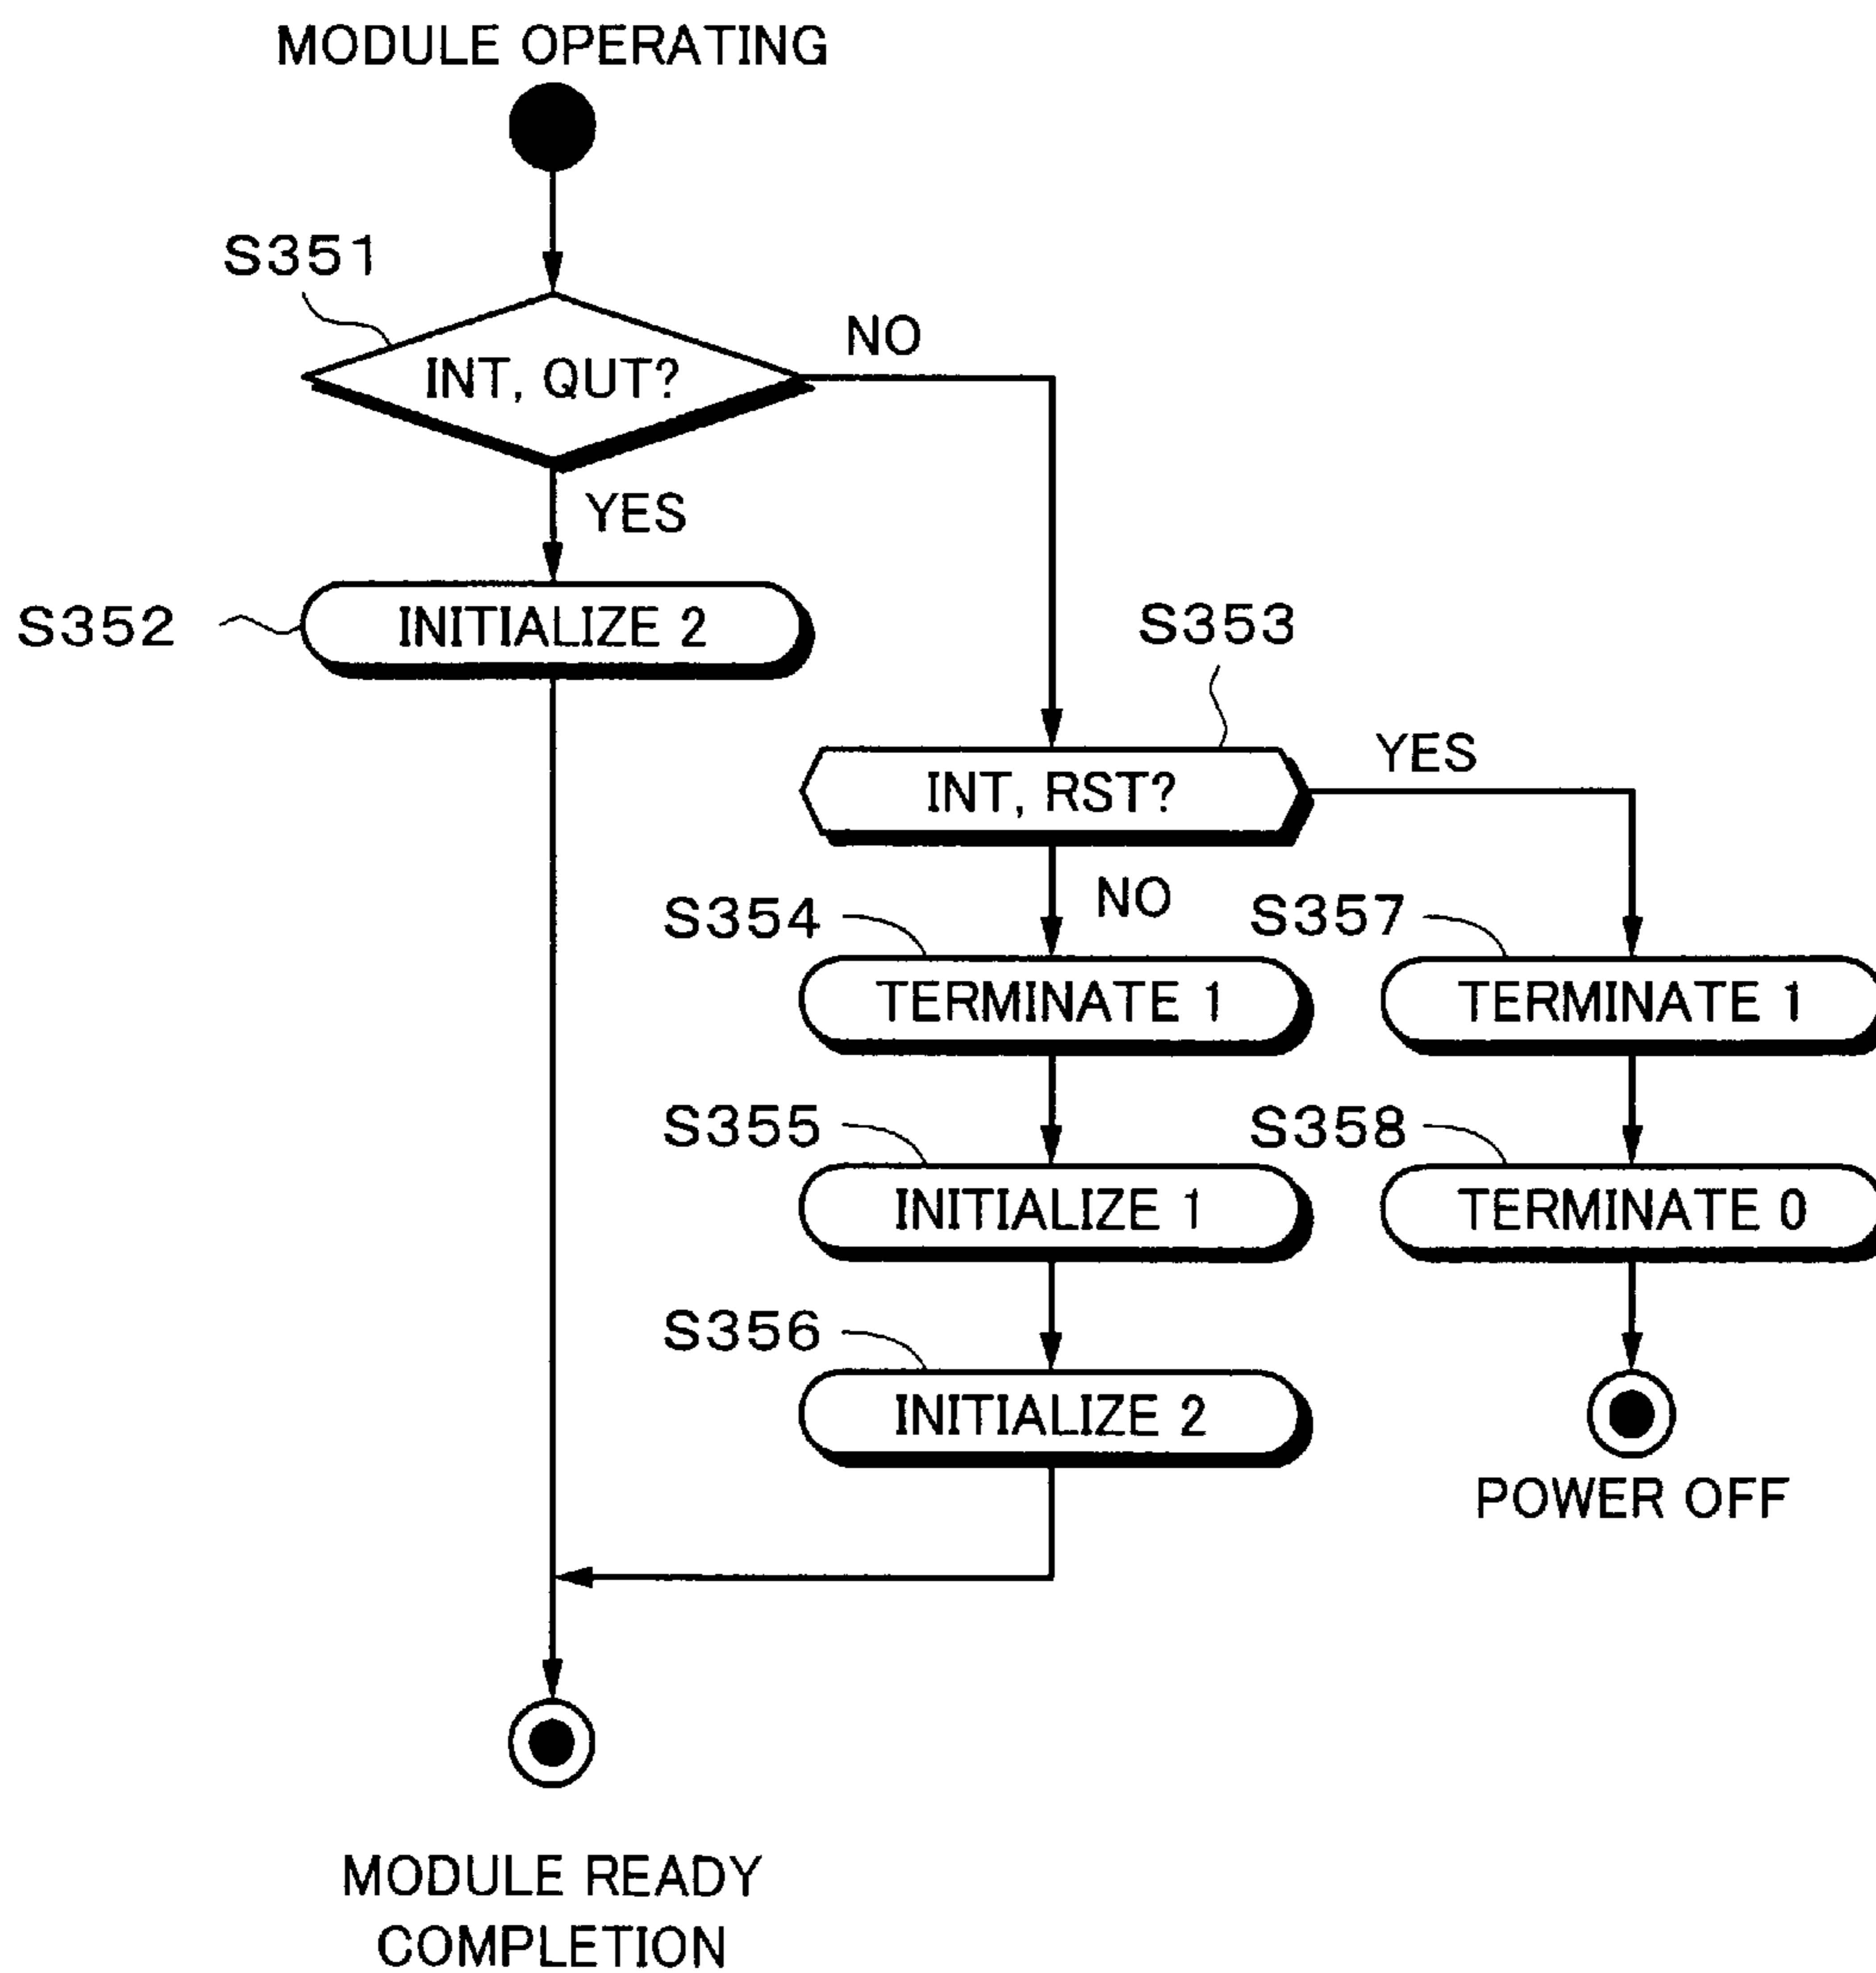 MODULE OPERATING
S351
INT, QUT?
NO
YES
S352
INITIALIZE 2
S353
INT, RST?
YES
NO
S354
TERMINATE 1
S357
TERMINATE 1
S355
INITIALIZE 1
S358
TERMINATE 0
S356
INITIALIZE 2
POWER OFF
MODULE READY
COMPLETION